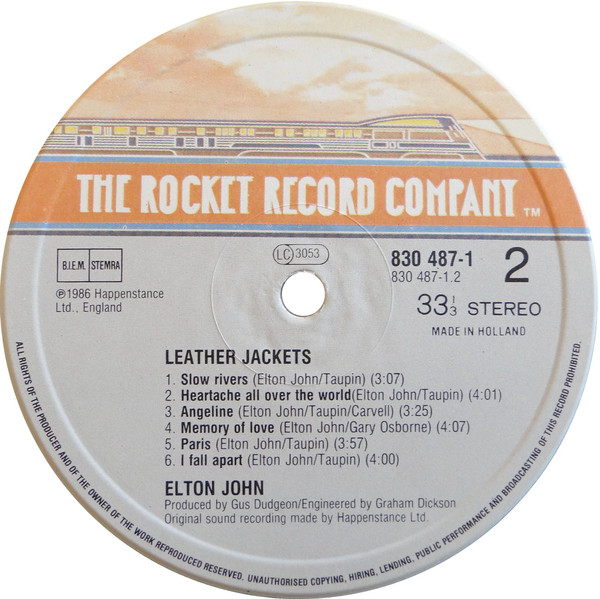 THE ROCKET RECORD COMPANY TM
B.I.E.M. STEMRA
℗1986 Happenstance
Ltd., England
LC 3053
830 487-1
830 487-1.2
2
33 1/3 STEREO
MADE IN HOLLAND
LEATHER JACKETS
1. Slow rivers (Elton John/Taupin) (3:07)
2. Heartache all over the world(Elton John/Taupin) (4:01)
3. Angeline (Elton John/Taupin/Carvell) (3:25)
4. Memory of love (Elton John/Gary Osborne) (4:07)
5. Paris (Elton John/Taupin) (3:57)
6. I fall apart (Elton John/Taupin) (4:00)
ELTON JOHN
Produced by Gus Dudgeon/Engineered by Graham Dickson
Original sound recording made by Happenstance Ltd.
ALL RIGHTS OF THE PRODUCER AND OF THE OWNER OF THE WORK REPRODUCED RESERVED. UNAUTHORISED COPYING, HIRING, LENDING, PUBLIC PERFORMANCE AND BROADCASTING OF THIS RECORD PROHIBITED.